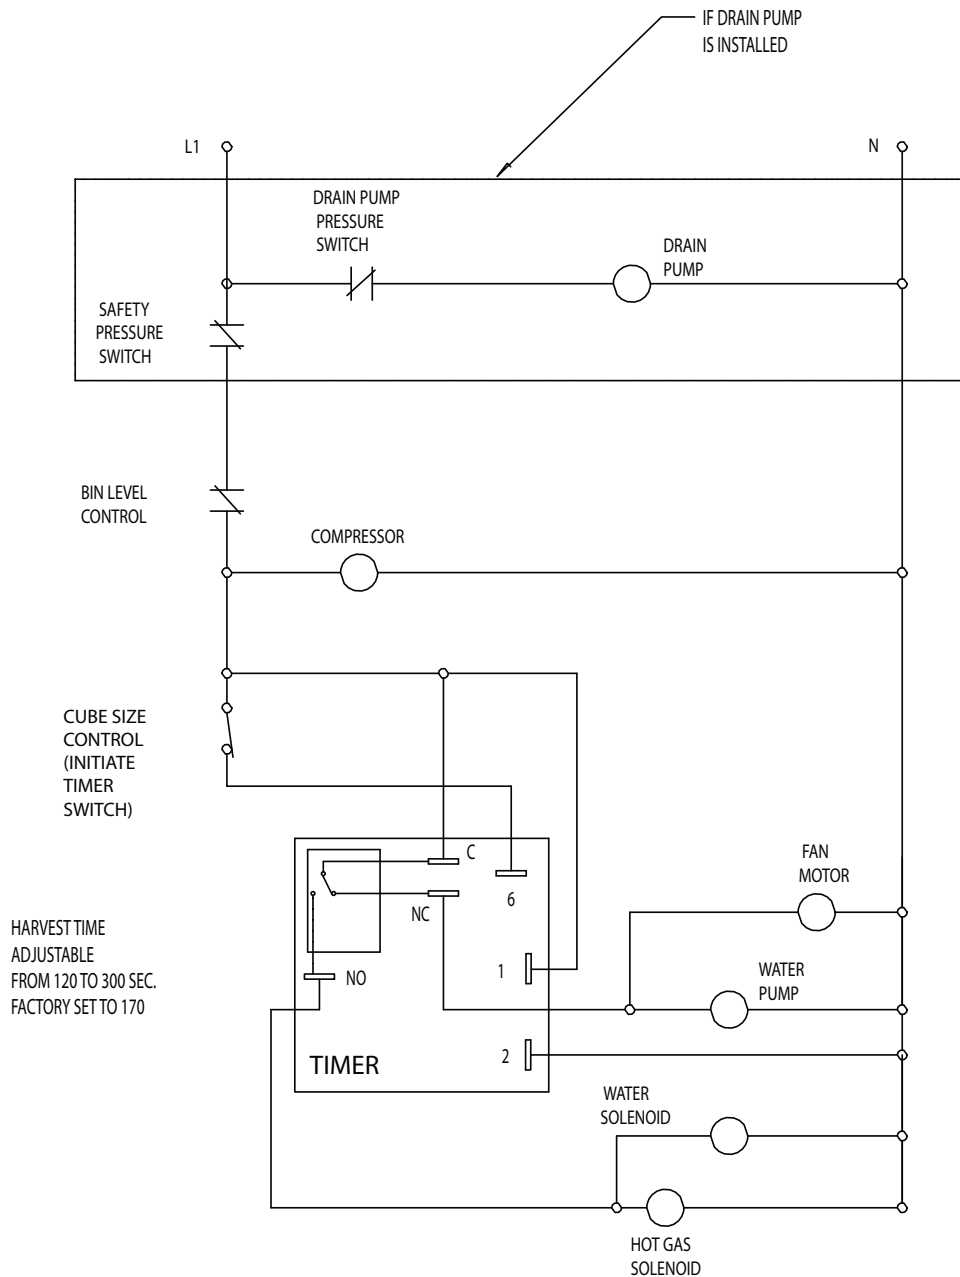 IF DRAIN PUMP
IS INSTALLED
L1
N
DRAIN PUMP
PRESSURE
SWITCH
DRAIN
PUMP
SAFETY
PRESSURE
SWITCH
BIN LEVEL
CONTROL
COMPRESSOR
CUBE SIZE
CONTROL
(INITIATE
TIMER
SWITCH)
C
6
NC
FAN
MOTOR
HARVEST TIME
ADJUSTABLE
FROM 120 TO 300 SEC.
FACTORY SET TO 170
NO
1
WATER
PUMP
TIMER
2
WATER
SOLENOID
HOT GAS
SOLENOID